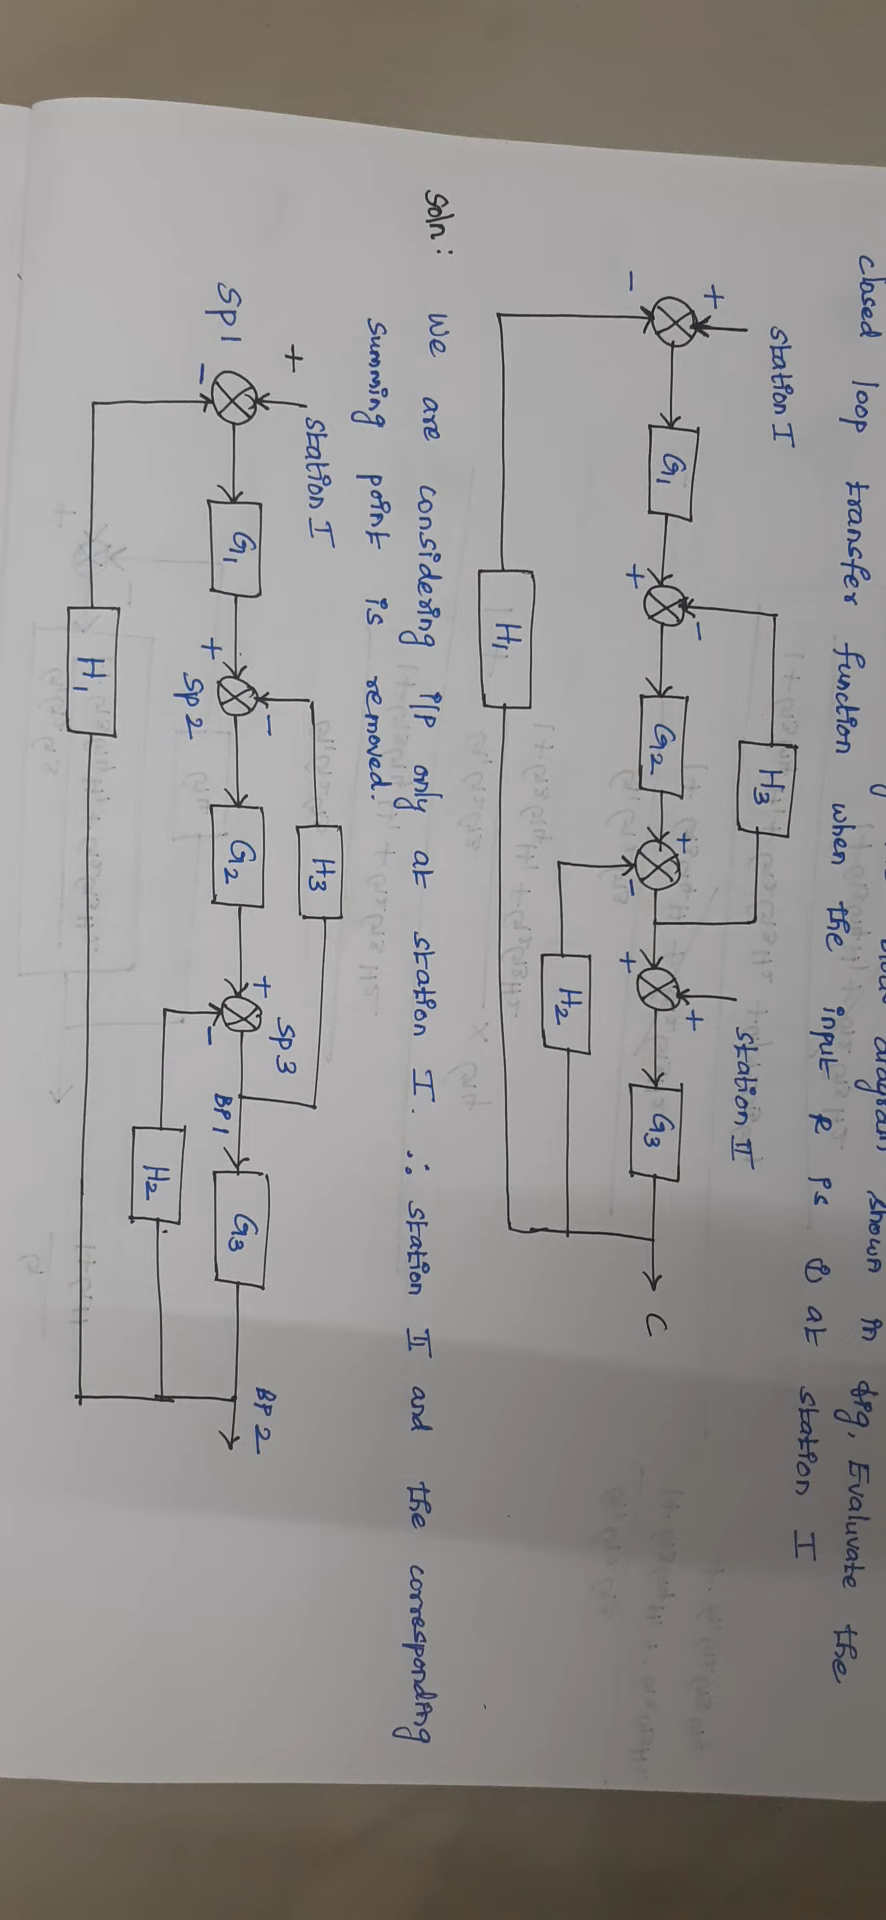 diagram shown in fig, Evaluvate the
closed loop transfer function when the input R is at station I
station I
+
-
G1
+
-
H3
G2
+
-
+
+
station II
G3
C
H2
H1
Soln: We are considering i/p only at station I. ∴ station II and the corresponding
summing point is removed.
+
station I
SP1
-
G1
+
SP2
-
H3
G2
+
SP3
-
BP1
G3
BP2
H2
H1